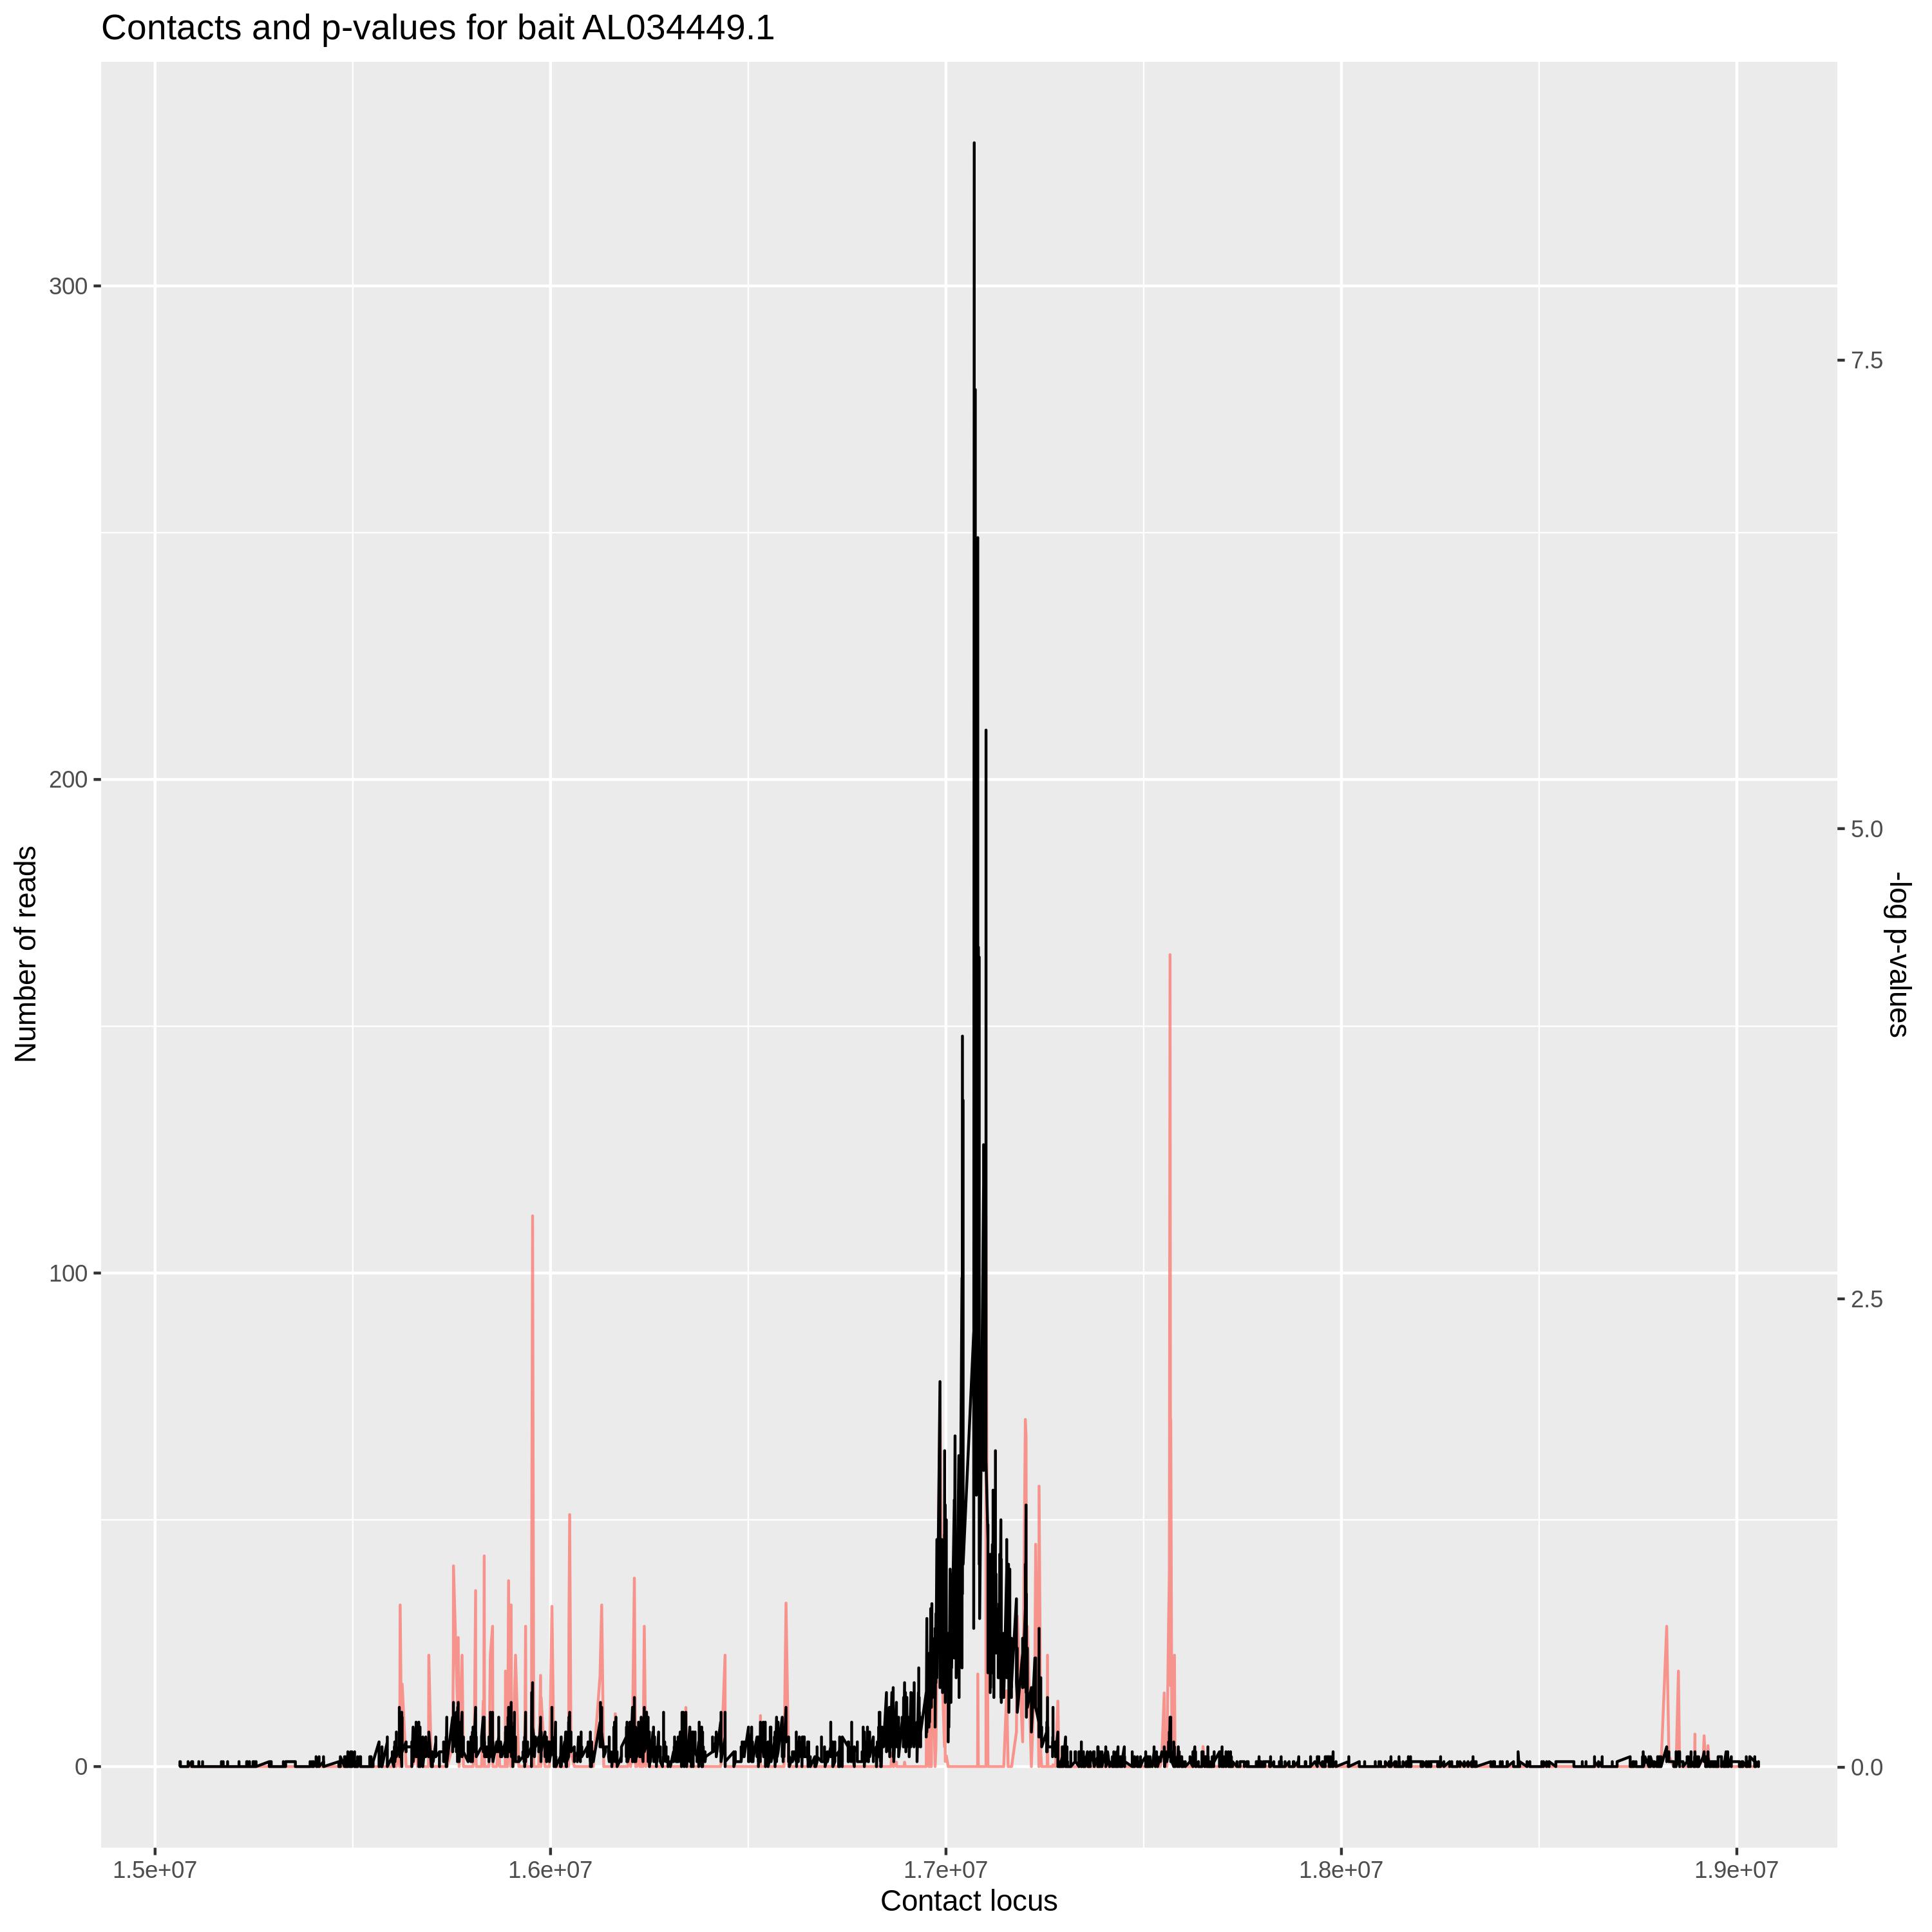 Contacts and p-values for bait AL034449.1
300
200
100
0
Number of reads
7.5
5.0
2.5
0.0
-log p-values
1.5e+07 1.6e+07 1.7e+07 1.8e+07 1.9e+07
Contact locus